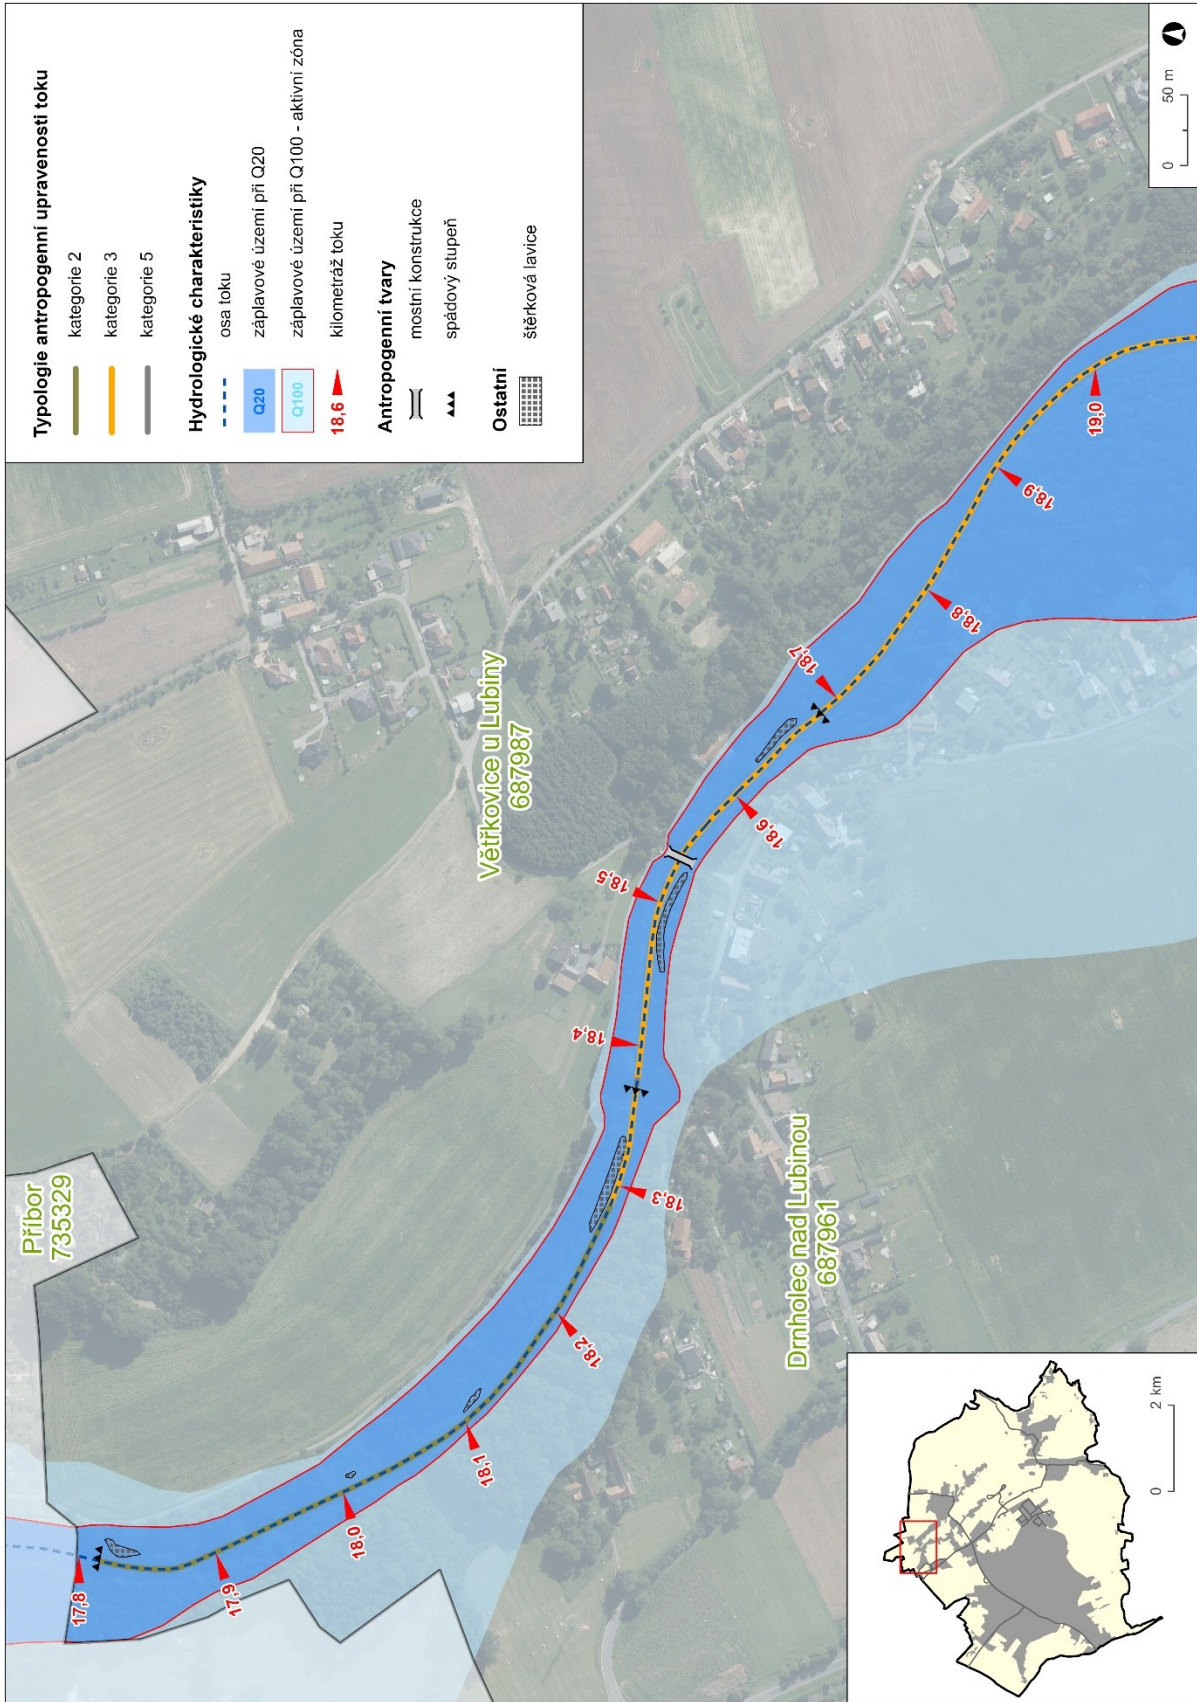 Typologie antropogenní upravenosti toku
kategorie 2
kategorie 3
kategorie 5
Hydrologické charakteristiky
osa toku
Q20 záplavové území při Q20
Q100 záplavové území při Q100 - aktivní zóna
18,6 kilometráž toku
Antropogenní tvary
mostní konstrukce
spádový stupeň
Ostatní
štěrková lavice
Příbor
735329
Větřkovice u Lubiny
687987
Drnholec nad Lubinou
687961
17,8
17,9
18,0
18,1
18,2
18,3
18,4
18,5
18,6
18,7
18,8
18,9
19,0
0 2 km
0 50 m